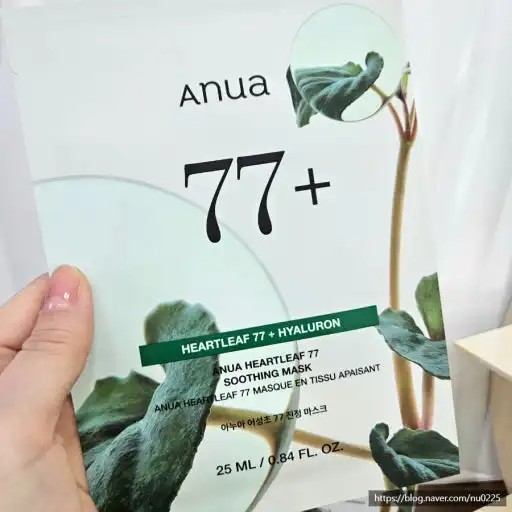 Anua
77+
HEARTLEAF 77 + HYALURON
ANUA HEARTLEAF 77
SOOTHING MASK
ANUA HEARTLEAF 77 MASQUE EN TISSU APAISANT
아누아 어성초 77 진정 마스크
25 ML / 0.84 FL. OZ.
https://blog.naver.com/nu0225